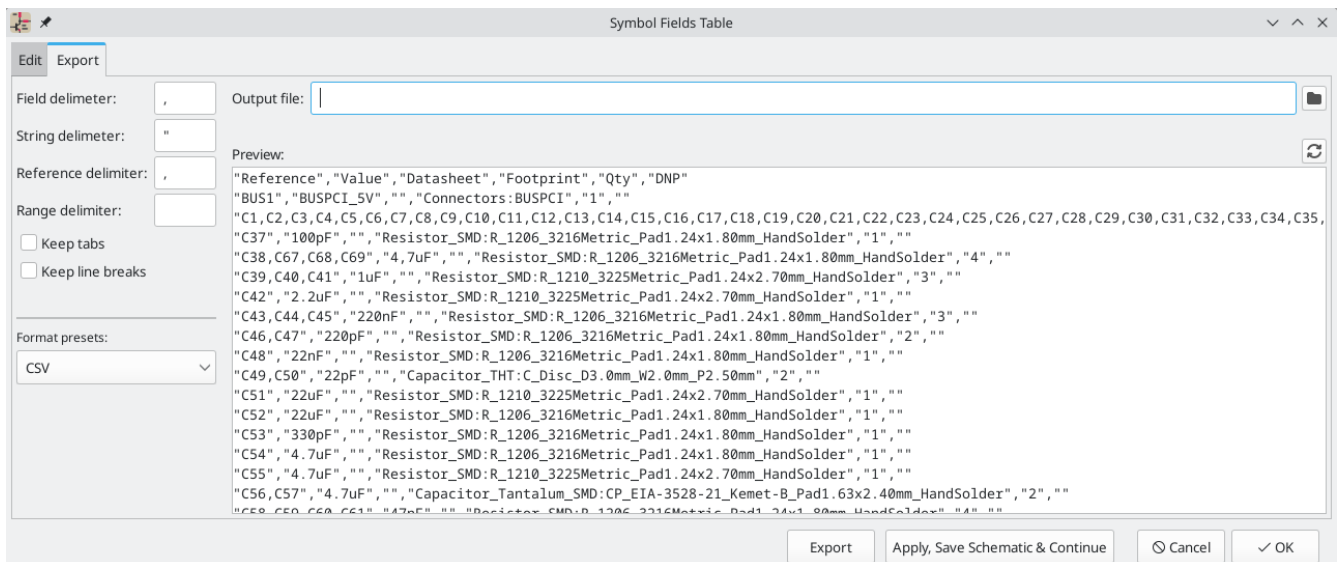 Symbol Fields Table
Edit Export
Field delimeter: ,
Output file:
String delimeter: "
Preview:
Reference delimiter: ,
Range delimiter:
Keep tabs
Keep line breaks
Format presets:
CSV
"Reference","Value","Datasheet","Footprint","Qty","DNP"
"BUS1","BUSPCI_5V","","Connectors:BUSPCI","1",""
"C1,C2,C3,C4,C5,C6,C7,C8,C9,C10,C11,C12,C13,C14,C15,C16,C17,C18,C19,C20,C21,C22,C23,C24,C25,C26,C27,C28,C29,C30,C31,C32,C33,C34,C35,
"C37","100pF","","Resistor_SMD:R_1206_3216Metric_Pad1.24x1.80mm_HandSolder","1",""
"C38,C67,C68,C69","4,7uF","","Resistor_SMD:R_1206_3216Metric_Pad1.24x1.80mm_HandSolder","4",""
"C39,C40,C41","1uF","","Resistor_SMD:R_1210_3225Metric_Pad1.24x2.70mm_HandSolder","3",""
"C42","2.2uF","","Resistor_SMD:R_1210_3225Metric_Pad1.24x2.70mm_HandSolder","1",""
"C43,C44,C45","220nF","","Resistor_SMD:R_1206_3216Metric_Pad1.24x1.80mm_HandSolder","3",""
"C46,C47","220pF","","Resistor_SMD:R_1206_3216Metric_Pad1.24x1.80mm_HandSolder","2",""
"C48","22nF","","Resistor_SMD:R_1206_3216Metric_Pad1.24x1.80mm_HandSolder","1",""
"C49,C50","22pF","","Capacitor_THT:C_Disc_D3.0mm_W2.0mm_P2.50mm","2",""
"C51","22uF","","Resistor_SMD:R_1210_3225Metric_Pad1.24x2.70mm_HandSolder","1",""
"C52","22uF","","Resistor_SMD:R_1206_3216Metric_Pad1.24x1.80mm_HandSolder","1",""
"C53","330pF","","Resistor_SMD:R_1206_3216Metric_Pad1.24x1.80mm_HandSolder","1",""
"C54","4.7uF","","Resistor_SMD:R_1206_3216Metric_Pad1.24x1.80mm_HandSolder","1",""
"C55","4.7uF","","Resistor_SMD:R_1210_3225Metric_Pad1.24x2.70mm_HandSolder","1",""
"C56,C57","4.7uF","","Capacitor_Tantalum_SMD:CP_EIA-3528-21_Kemet-B_Pad1.63x2.40mm_HandSolder","2",""
"C58,C59,C60,C61","47pF","","Resistor_SMD:R_1206_3216Metric_Pad1.24x1.80mm_HandSolder","4",""
Export Apply, Save Schematic & Continue Cancel OK